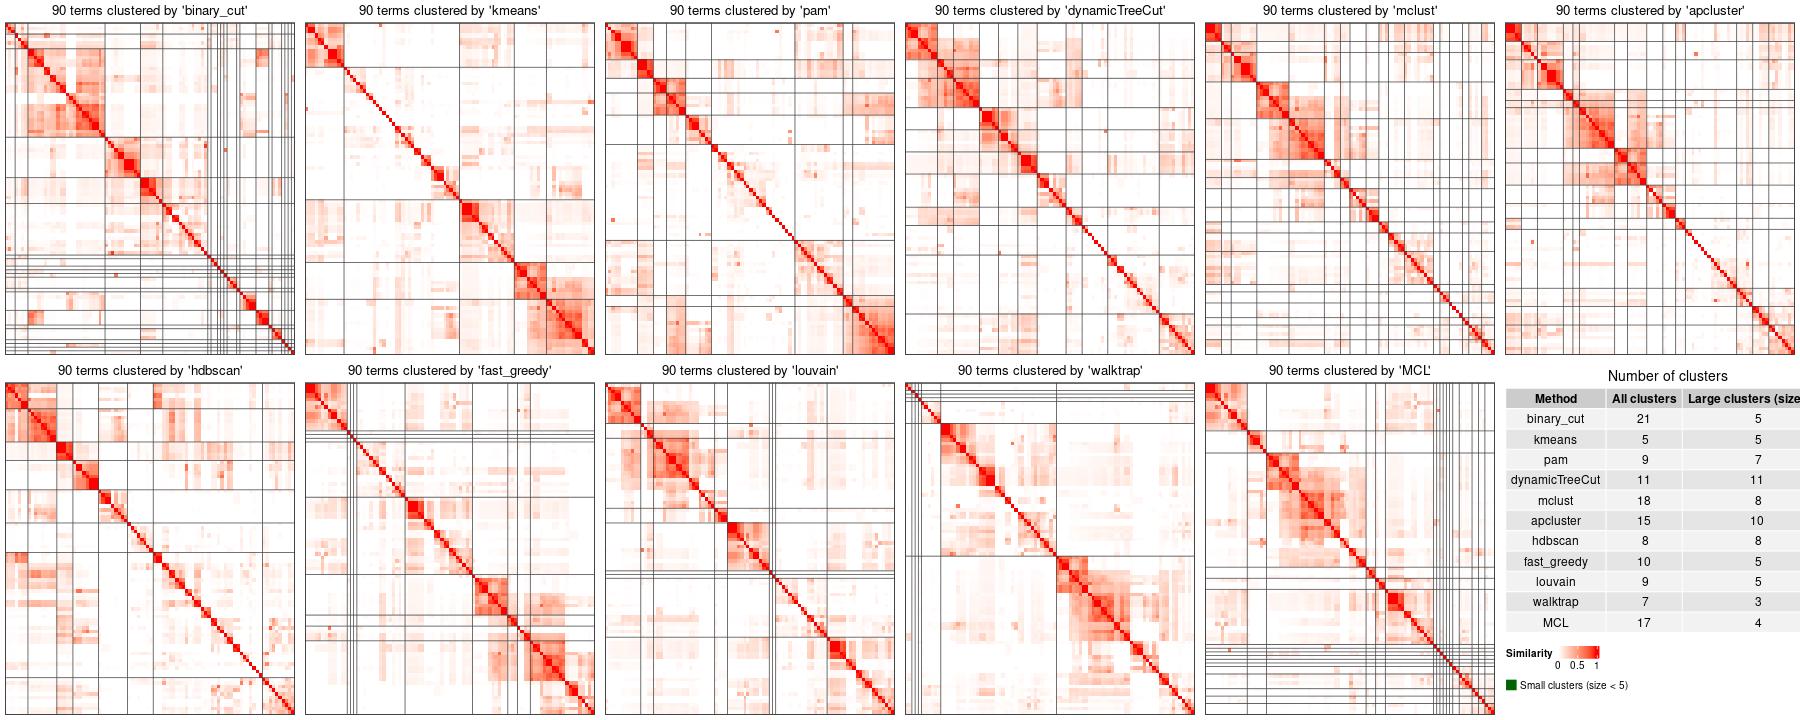 90 terms clustered by 'binary_cut'
90 terms clustered by 'kmeans'
90 terms clustered by 'pam'
90 terms clustered by 'dynamicTreeCut'
90 terms clustered by 'mclust'
90 terms clustered by 'apcluster'
90 terms clustered by 'hdbscan'
90 terms clustered by 'fast_greedy'
90 terms clustered by 'louvain'
90 terms clustered by 'walktrap'
90 terms clustered by 'MCL'
Number of clusters
Method All clusters Large clusters (size
binary_cut 21 5
kmeans 5 5
pam 9 7
dynamicTreeCut 11 11
mclust 18 8
apcluster 15 10
hdbscan 8 8
fast_greedy 10 5
louvain 9 5
walktrap 7 3
MCL 17 4
Similarity
0 0.5 1
Small clusters (size < 5)